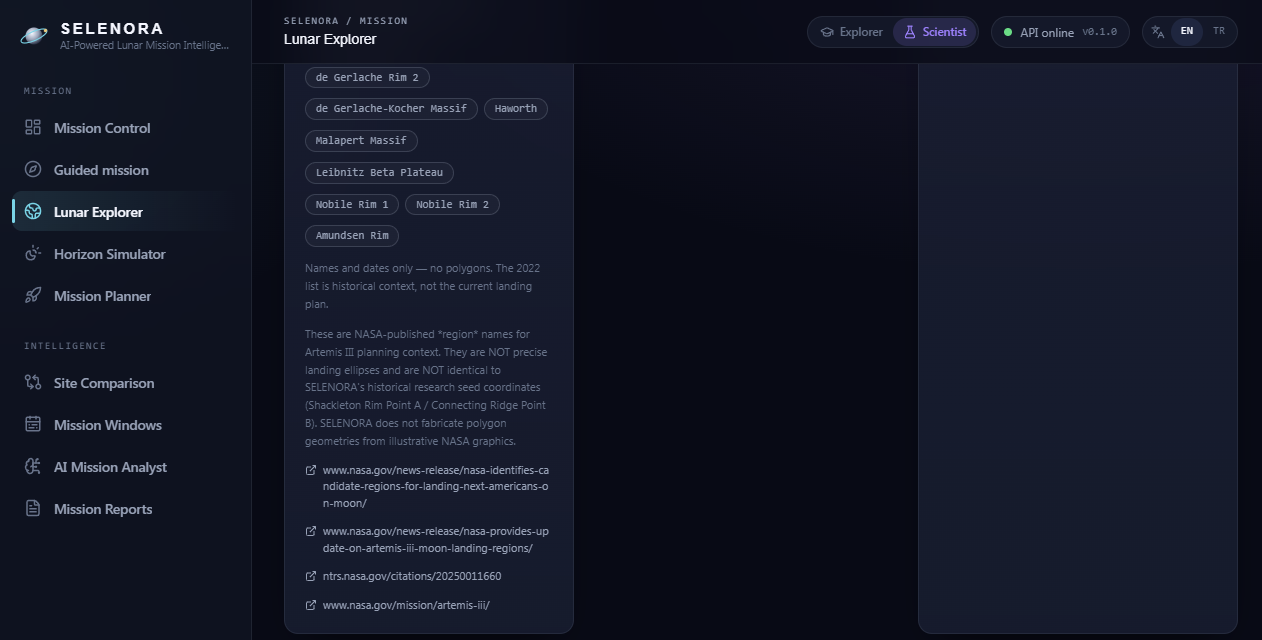 SELENORA
AI-Powered Lunar Mission Intellige...
MISSION
Mission Control
Guided mission
Lunar Explorer
Horizon Simulator
Mission Planner
INTELLIGENCE
Site Comparison
Mission Windows
AI Mission Analyst
Mission Reports
SELENORA / MISSION
Lunar Explorer
Explorer
Scientist
API online v0.1.0
EN
TR
de Gerlache Rim 2
de Gerlache-Kocher Massif
Haworth
Malapert Massif
Leibnitz Beta Plateau
Nobile Rim 1
Nobile Rim 2
Amundsen Rim
Names and dates only — no polygons. The 2022
list is historical context, not the current landing
plan.
These are NASA-published *region* names for
Artemis III planning context. They are NOT precise
landing ellipses and are NOT identical to
SELENORA's historical research seed coordinates
(Shackleton Rim Point A / Connecting Ridge Point
B). SELENORA does not fabricate polygon
geometries from illustrative NASA graphics.
www.nasa.gov/news-release/nasa-identifies-ca
ndidate-regions-for-landing-next-americans-o
n-moon/
www.nasa.gov/news-release/nasa-provides-up
date-on-artemis-iii-moon-landing-regions/
ntrs.nasa.gov/citations/20250011660
www.nasa.gov/mission/artemis-iii/